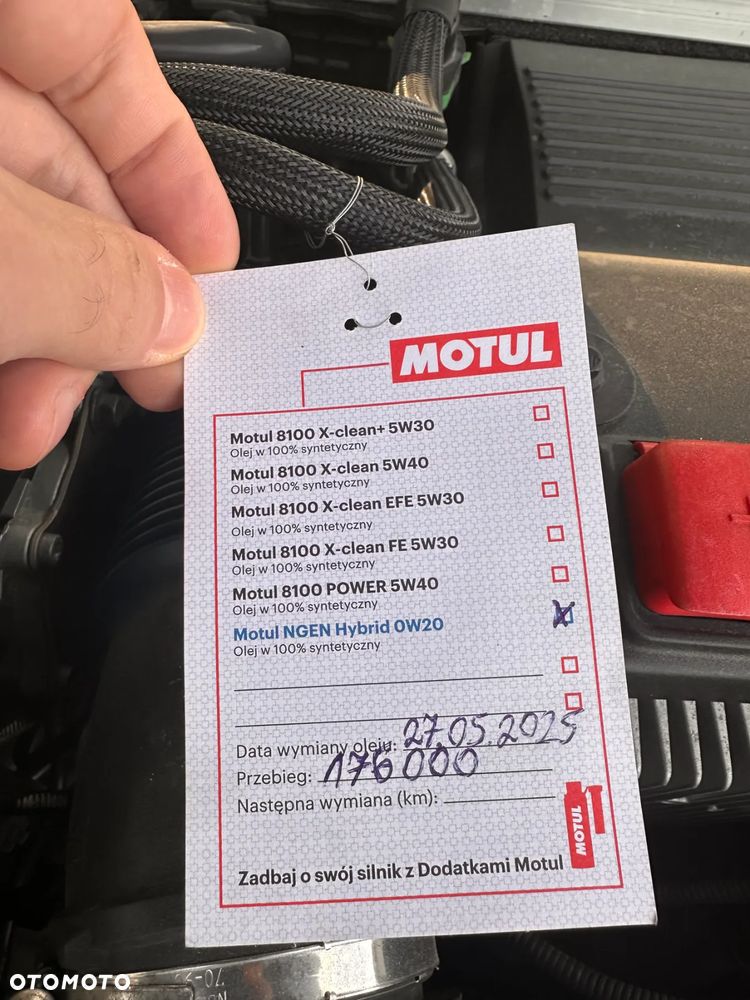 MOTUL
Motul 8100 X-clean+ 5W30
Olej w 100% syntetyczny
Motul 8100 X-clean 5W40
Olej w 100% syntetyczny
Motul 8100 X-clean EFE 5W30
Olej w 100% syntetyczny
Motul 8100 X-clean FE 5W30
Olej w 100% syntetyczny
Motul 8100 POWER 5W40
Olej w 100% syntetyczny
Motul NGEN Hybrid 0W20
Olej w 100% syntetyczny
Data wymiany oleju: 27.05.2025
Przebieg: 176000
Następna wymiana (km):
MOTUL
Zadbaj o swój silnik z Dodatkami Motul
OTOMOTO